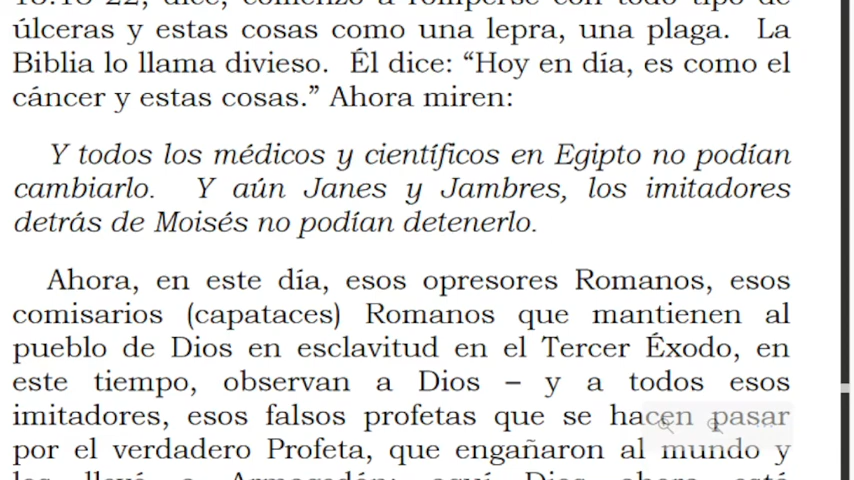 úlceras y estas cosas como una lepra, una plaga. La
Biblia lo llama divieso. Él dice: “Hoy en día, es como el
cáncer y estas cosas.” Ahora miren:
Y todos los médicos y científicos en Egipto no podían
cambiarlo. Y aún Janes y Jambres, los imitadores
detrás de Moisés no podían detenerlo.
Ahora, en este día, esos opresores Romanos, esos
comisarios (capataces) Romanos que mantienen al
pueblo de Dios en esclavitud en el Tercer Éxodo, en
este tiempo, observan a Dios – y a todos esos
imitadores, esos falsos profetas que se hacen pasar
por el verdadero Profeta, que engañaron al mundo y